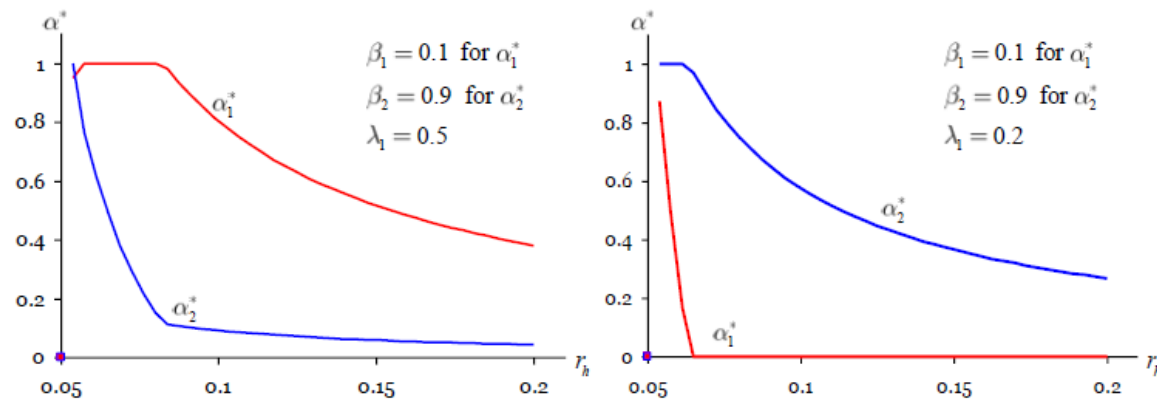 α*
β₁ = 0.1 for α₁*
β₂ = 0.9 for α₂*
λ₁ = 0.5
1
0.8
0.6
0.4
0.2
0
α₁*
α₂*
0.05
0.1
0.15
0.2
r_h
α*
β₁ = 0.1 for α₁*
β₂ = 0.9 for α₂*
λ₁ = 0.2
1
0.8
0.6
0.4
0.2
0
α₂*
α₁*
0.05
0.1
0.15
0.2
r_h